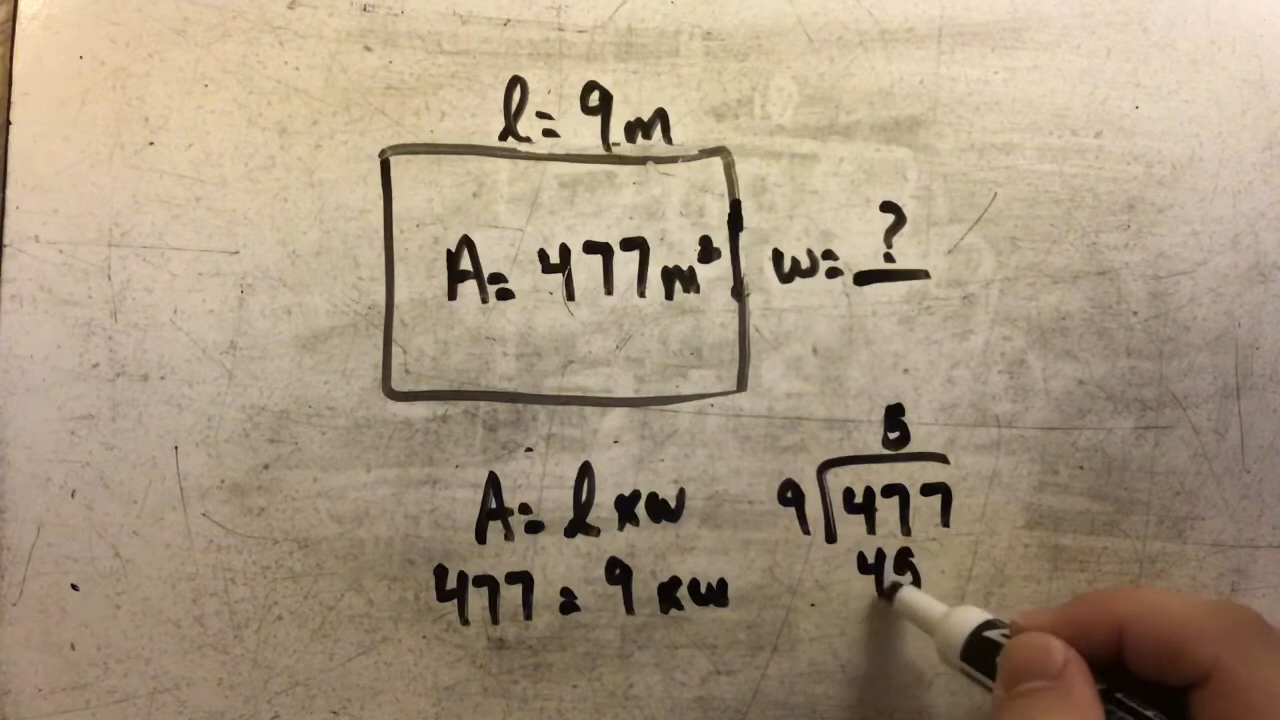 l= 9m
A= 477m²
w= ?
A= l x w
477 = 9 x w
5
9 477
45